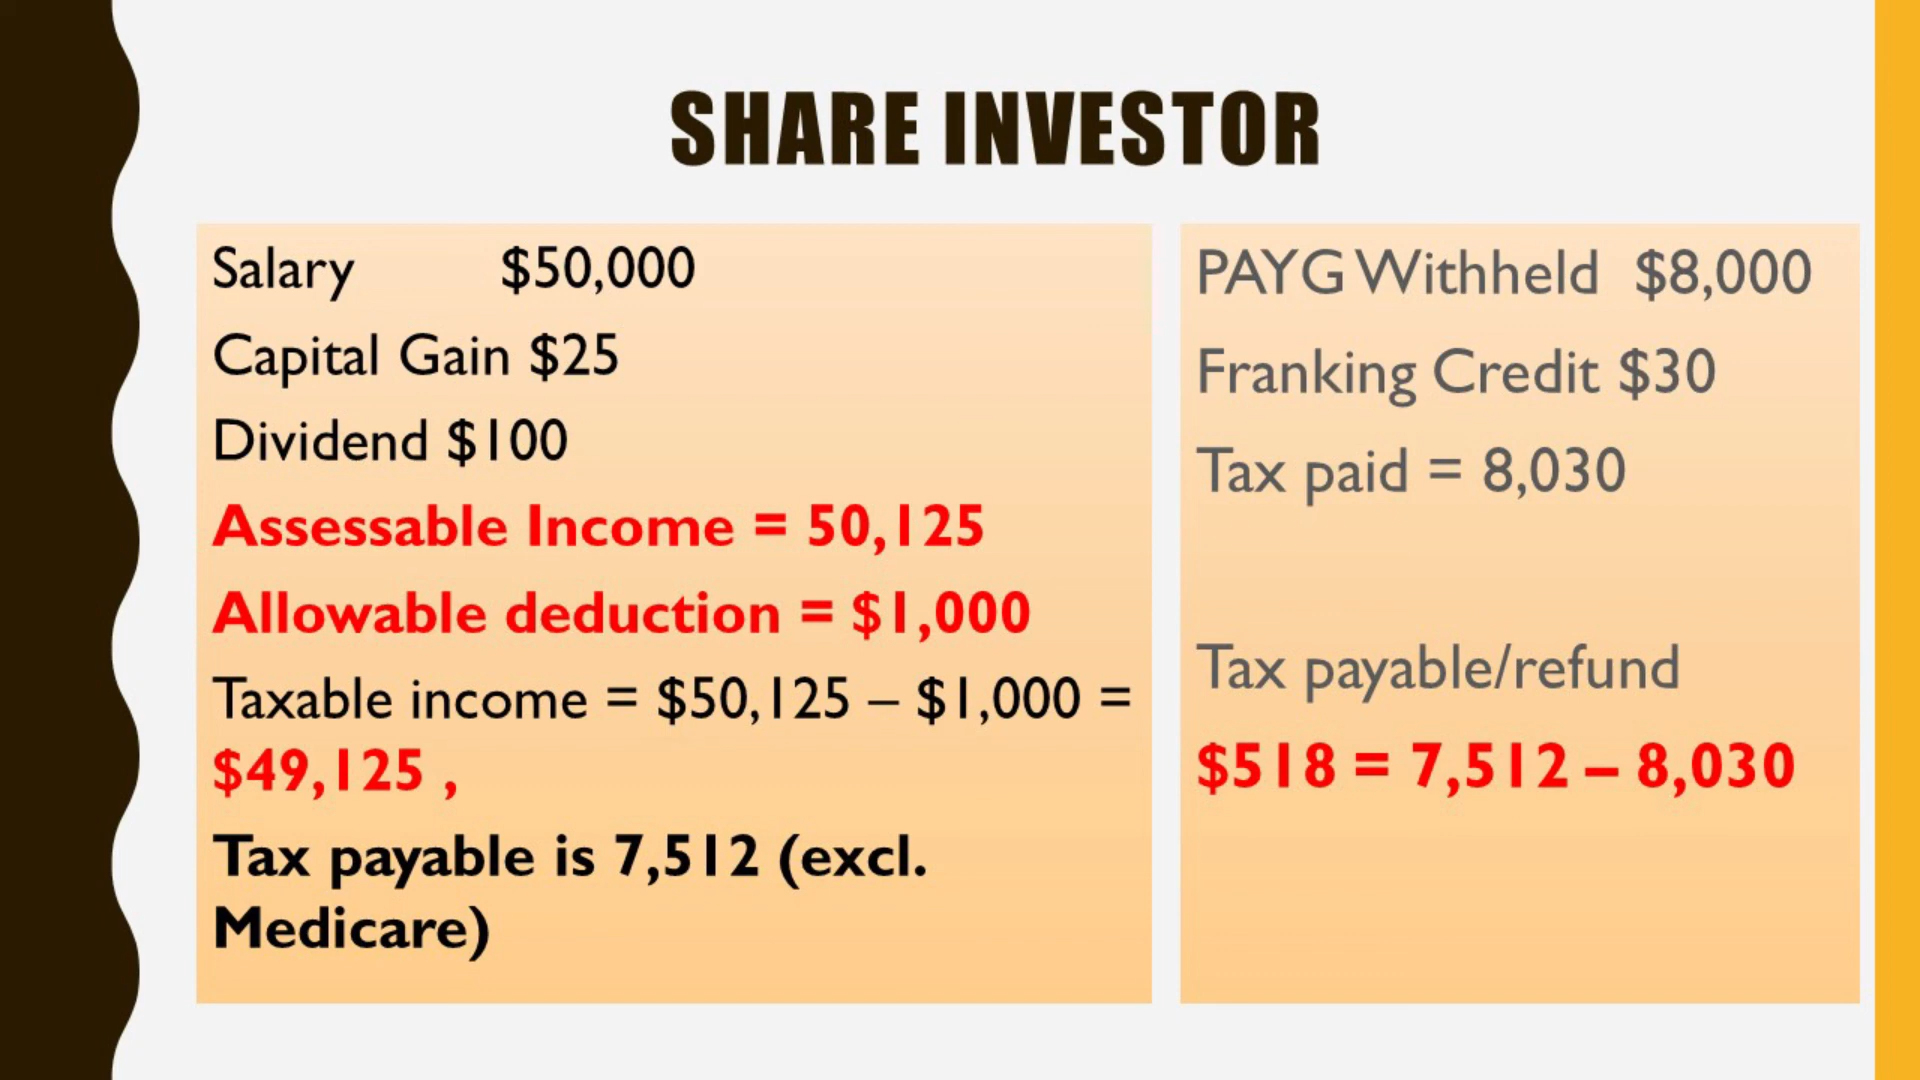 SHARE INVESTOR
Salary $50,000
Capital Gain $25
Dividend $100
Assessable Income = 50,125
Allowable deduction = $1,000
Taxable income = $50,125 – $1,000 =
$49,125 ,
Tax payable is 7,512 (excl.
Medicare)
PAYG Withheld $8,000
Franking Credit $30
Tax paid = 8,030
Tax payable/refund
$518 = 7,512 – 8,030